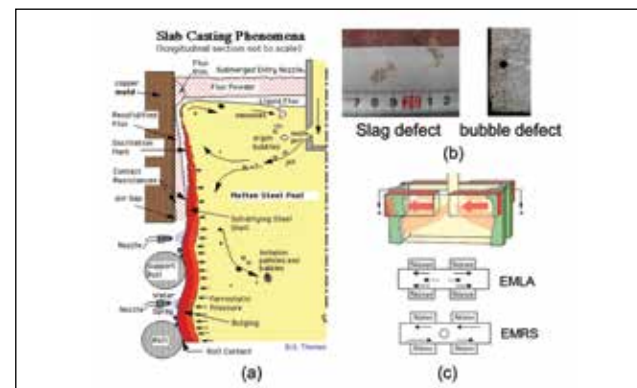 Slab Casting Phenomena
(longitudinal section not to scale)
Flux
Rim
Submerged Entry Nozzle
copper
mold
Flux Powder
Liquid Flux
Resolidified
Flux
nozzle
argon
bubbles
jet
Oscillation
Mark
Contact
Resistances
Molten Steel Pool
air Gap
Solidifying Steel
Shell
Nozzle
Inclusion
particles and
bubbles
Support
Roll
Water
Spray
Nozzle
Ferrostatic
Pressure
Bulging
Roll
Roll Contact
B.G. Thomas
(a)
7 8 9 1 2
Slag defect
bubble defect
(b)
EMLA
EMRS
(c)